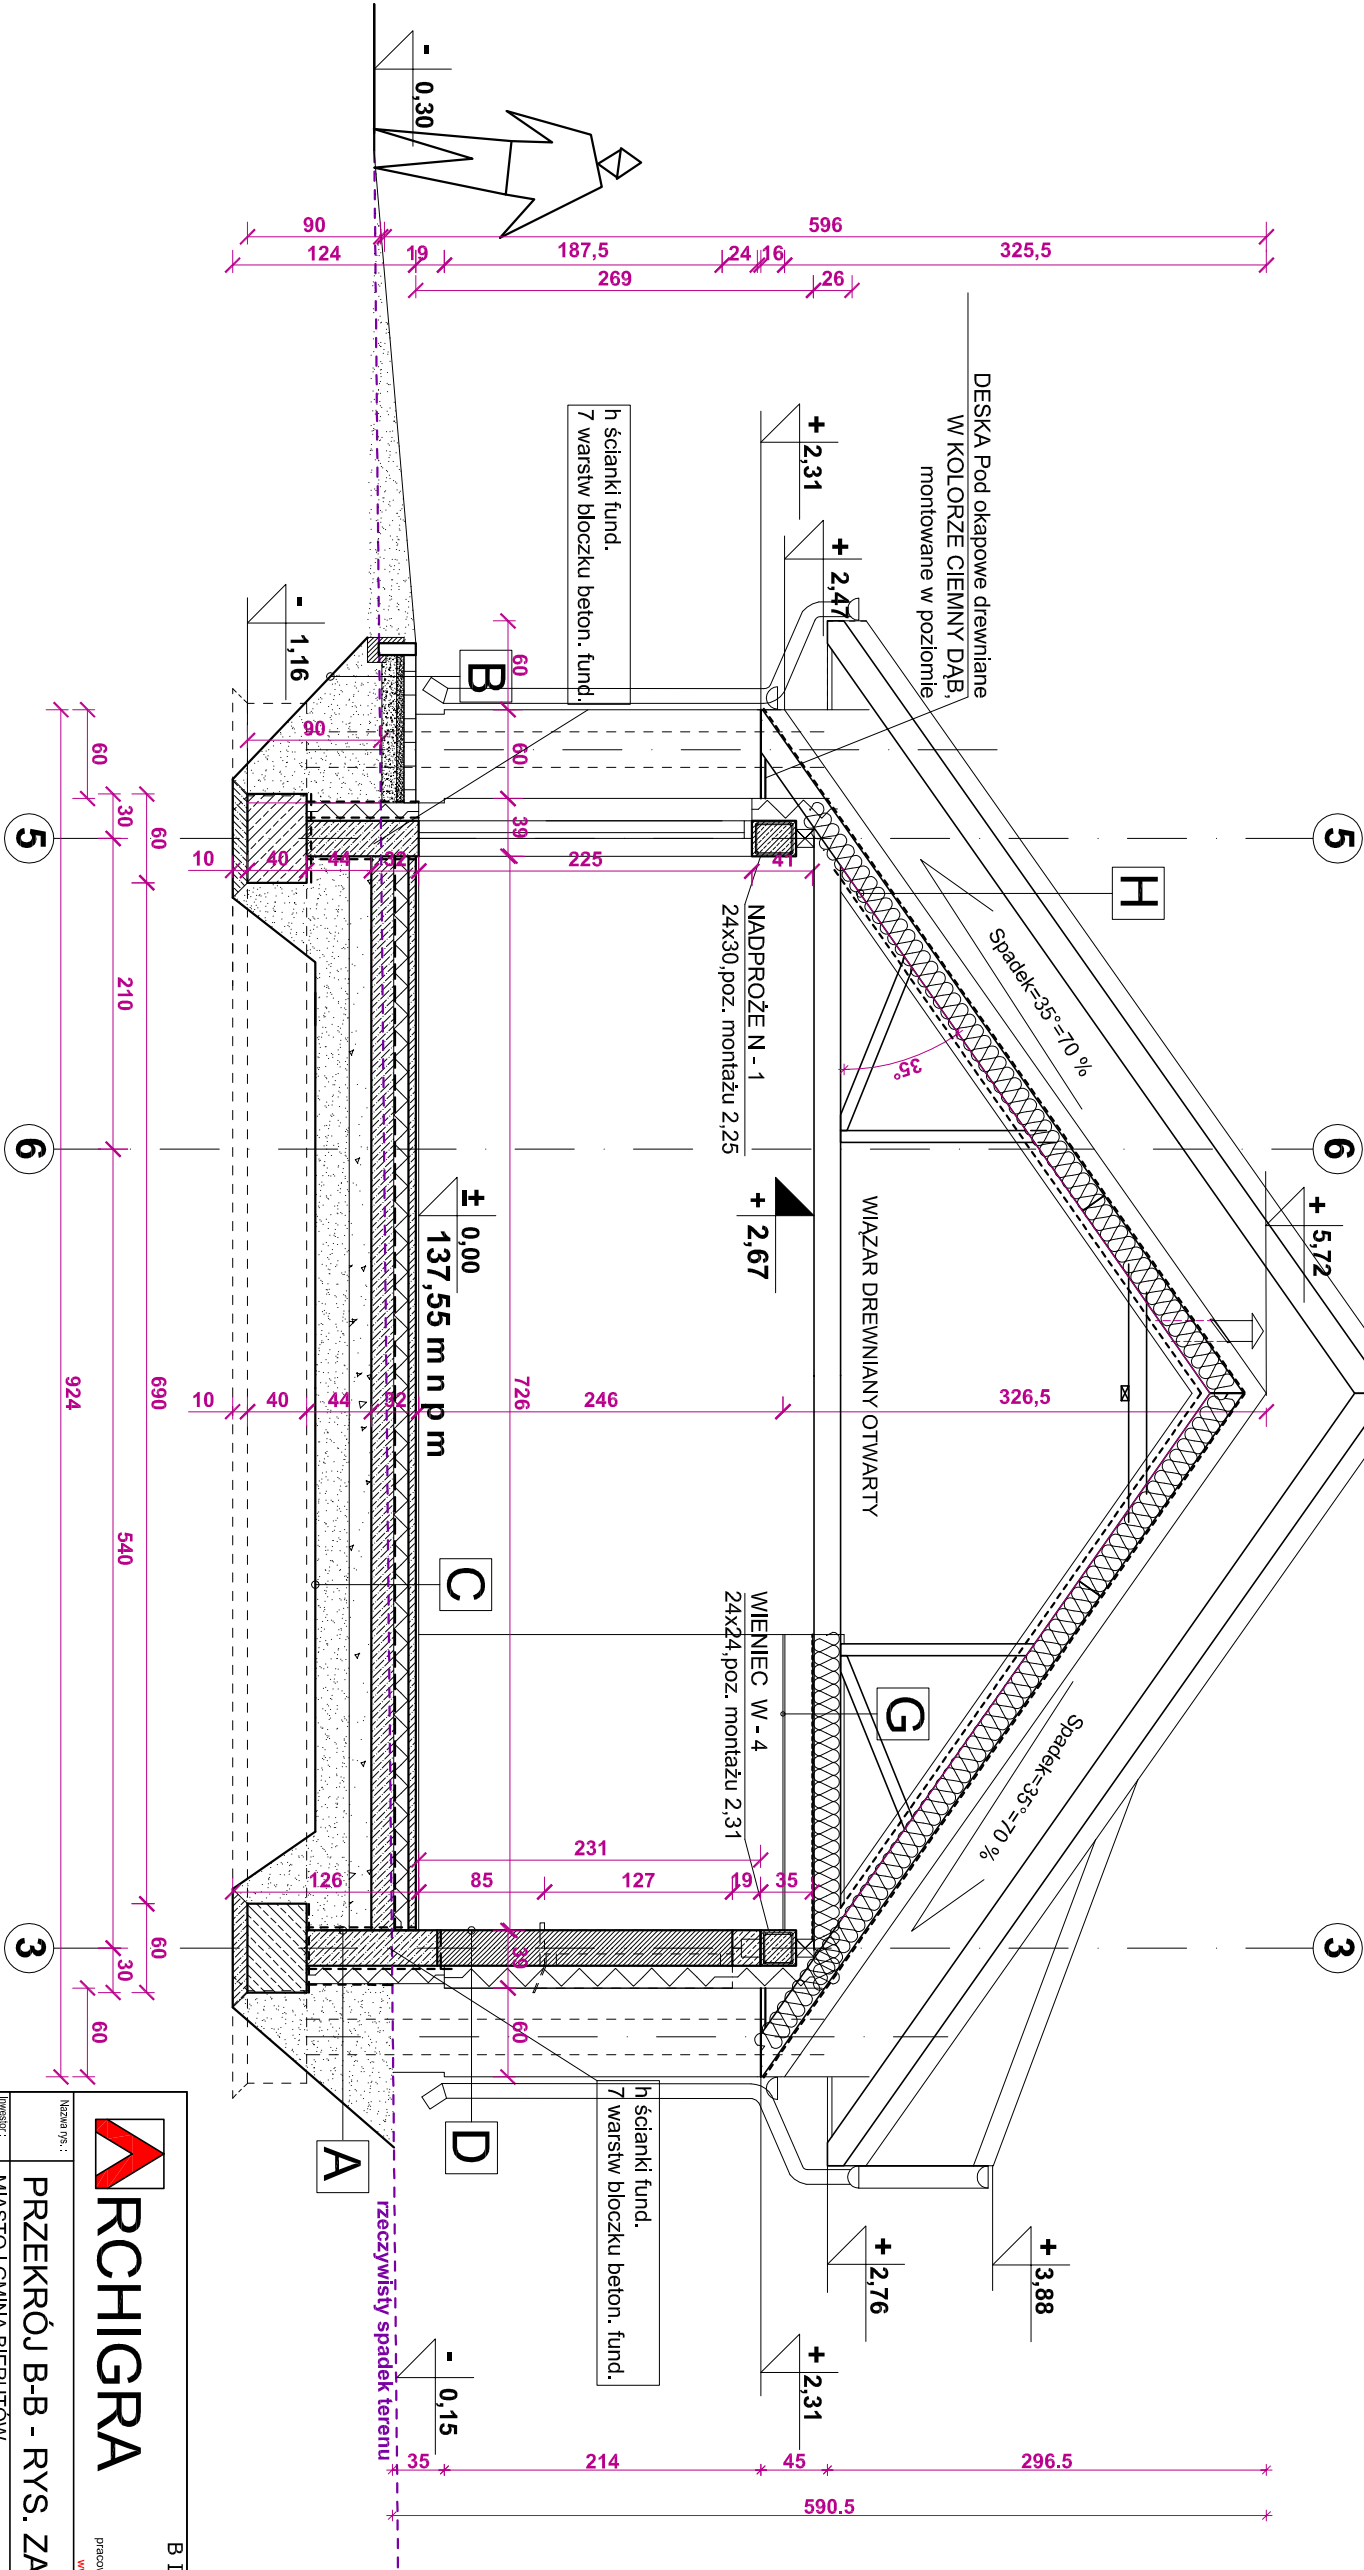 - 0,30
90
596
124
19
187,5
24
16
325,5
269
26
DESKA Pod okapowe drewniane
W KOLORZE CIEMNY DĄB,
montowane w poziomie
+ 2,31
+ 2,47
h ścianki fund.
7 warstw bloczku beton. fund.
- 1,16
B
60
90
60
60
30
60
39
5
5
10
40
44
32
225
41
H
NADPROŻE N - 1
24x30,poz. montażu 2,25
Spadek=35°=70 %
35°
210
6
6
± 0,00
137,55 m n p m
+ 2,67
WIĄZAR DREWNIANY OTWARTY
+ 5,72
924
690
10
40
44
32
726
246
326,5
540
C
WIENIEC W - 4
24x24,poz. montażu 2,31
G
Spadek=35°=70 %
231
126
85
127
19
35
3
3
60
30
39
60
60
h ścianki fund.
7 warstw bloczku beton. fund.
D
A
rzeczywisty spadek terenu
+ 2,76
+ 3,88
+ 2,31
- 0,15
35
214
45
296.5
590.5
B I
RCHIGRA
Nazwa rys.:
PRZEKRÓJ B-B - RYS. ZA
Inwestor: